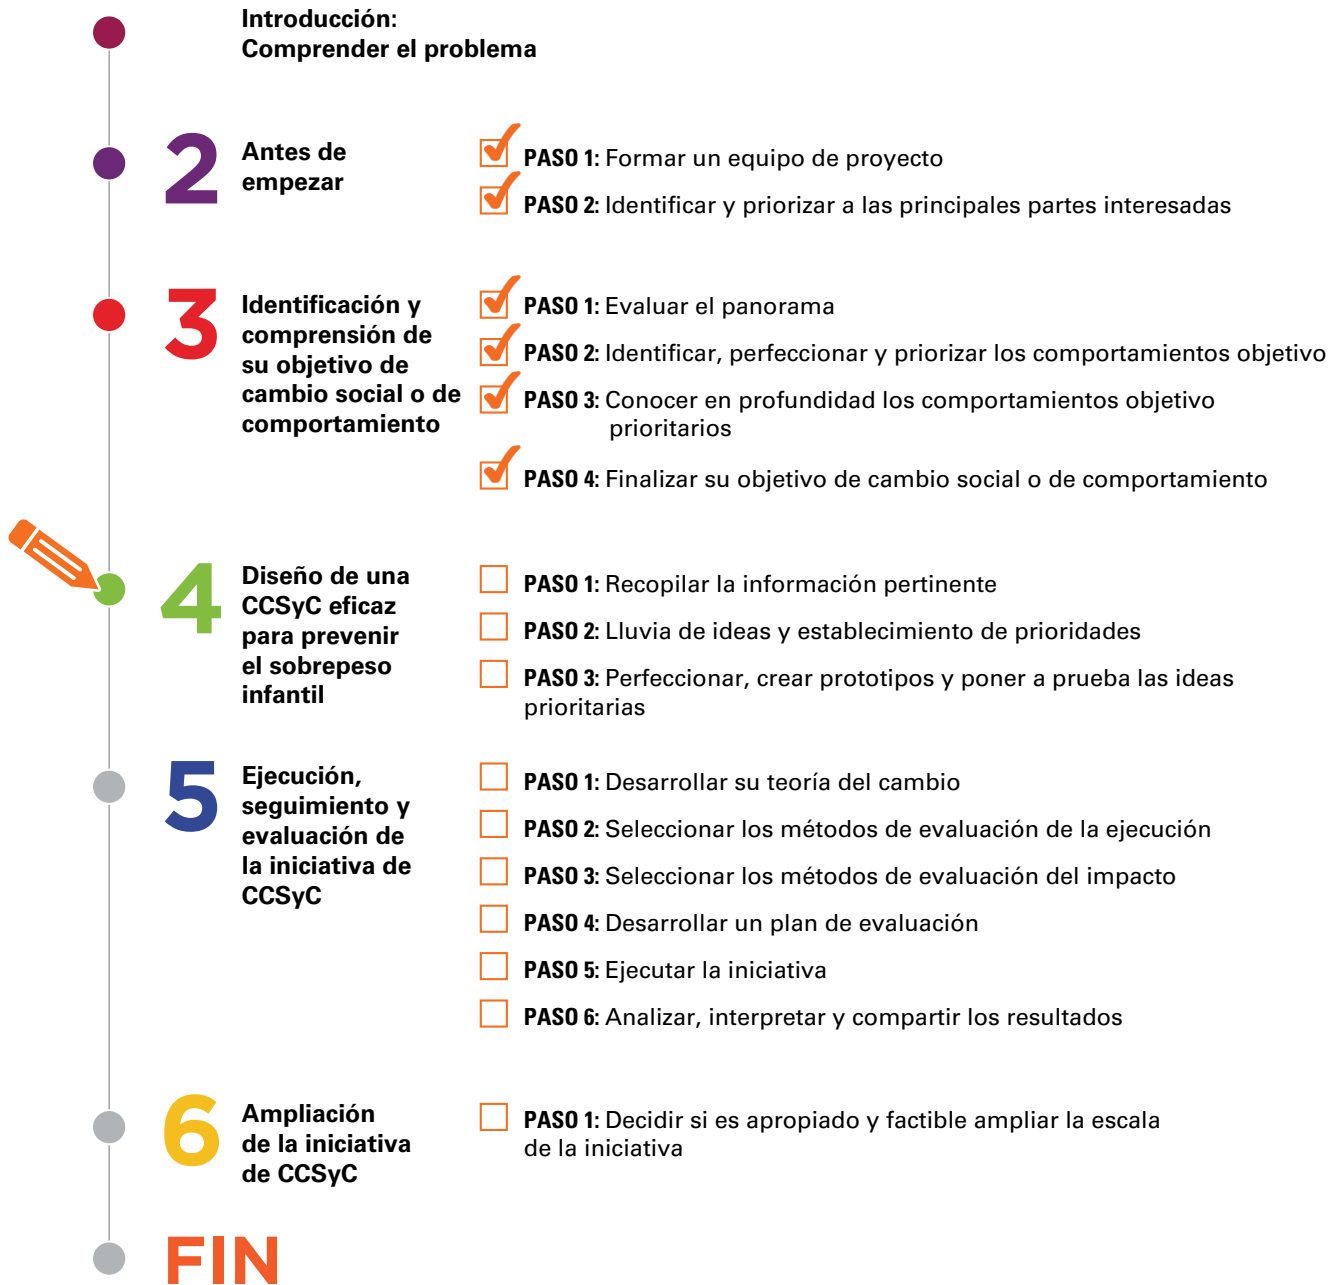 Introducción:
Comprender el problema
2
Antes de
empezar
PASO 1: Formar un equipo de proyecto
PASO 2: Identificar y priorizar a las principales partes interesadas
3
Identificación y
comprensión de
su objetivo de
cambio social o de
comportamiento
PASO 1: Evaluar el panorama
PASO 2: Identificar, perfeccionar y priorizar los comportamientos objetivo
PASO 3: Conocer en profundidad los comportamientos objetivo
prioritarios
PASO 4: Finalizar su objetivo de cambio social o de comportamiento
4
Diseño de una
CCSyC eficaz
para prevenir
el sobrepeso
infantil
PASO 1: Recopilar la información pertinente
PASO 2: Lluvia de ideas y establecimiento de prioridades
PASO 3: Perfeccionar, crear prototipos y poner a prueba las ideas
prioritarias
5
Ejecución,
seguimiento y
evaluación de
la iniciativa de
CCSyC
PASO 1: Desarrollar su teoría del cambio
PASO 2: Seleccionar los métodos de evaluación de la ejecución
PASO 3: Seleccionar los métodos de evaluación del impacto
PASO 4: Desarrollar un plan de evaluación
PASO 5: Ejecutar la iniciativa
PASO 6: Analizar, interpretar y compartir los resultados
6
Ampliación
de la iniciativa
de CCSyC
PASO 1: Decidir si es apropiado y factible ampliar la escala
de la iniciativa
FIN